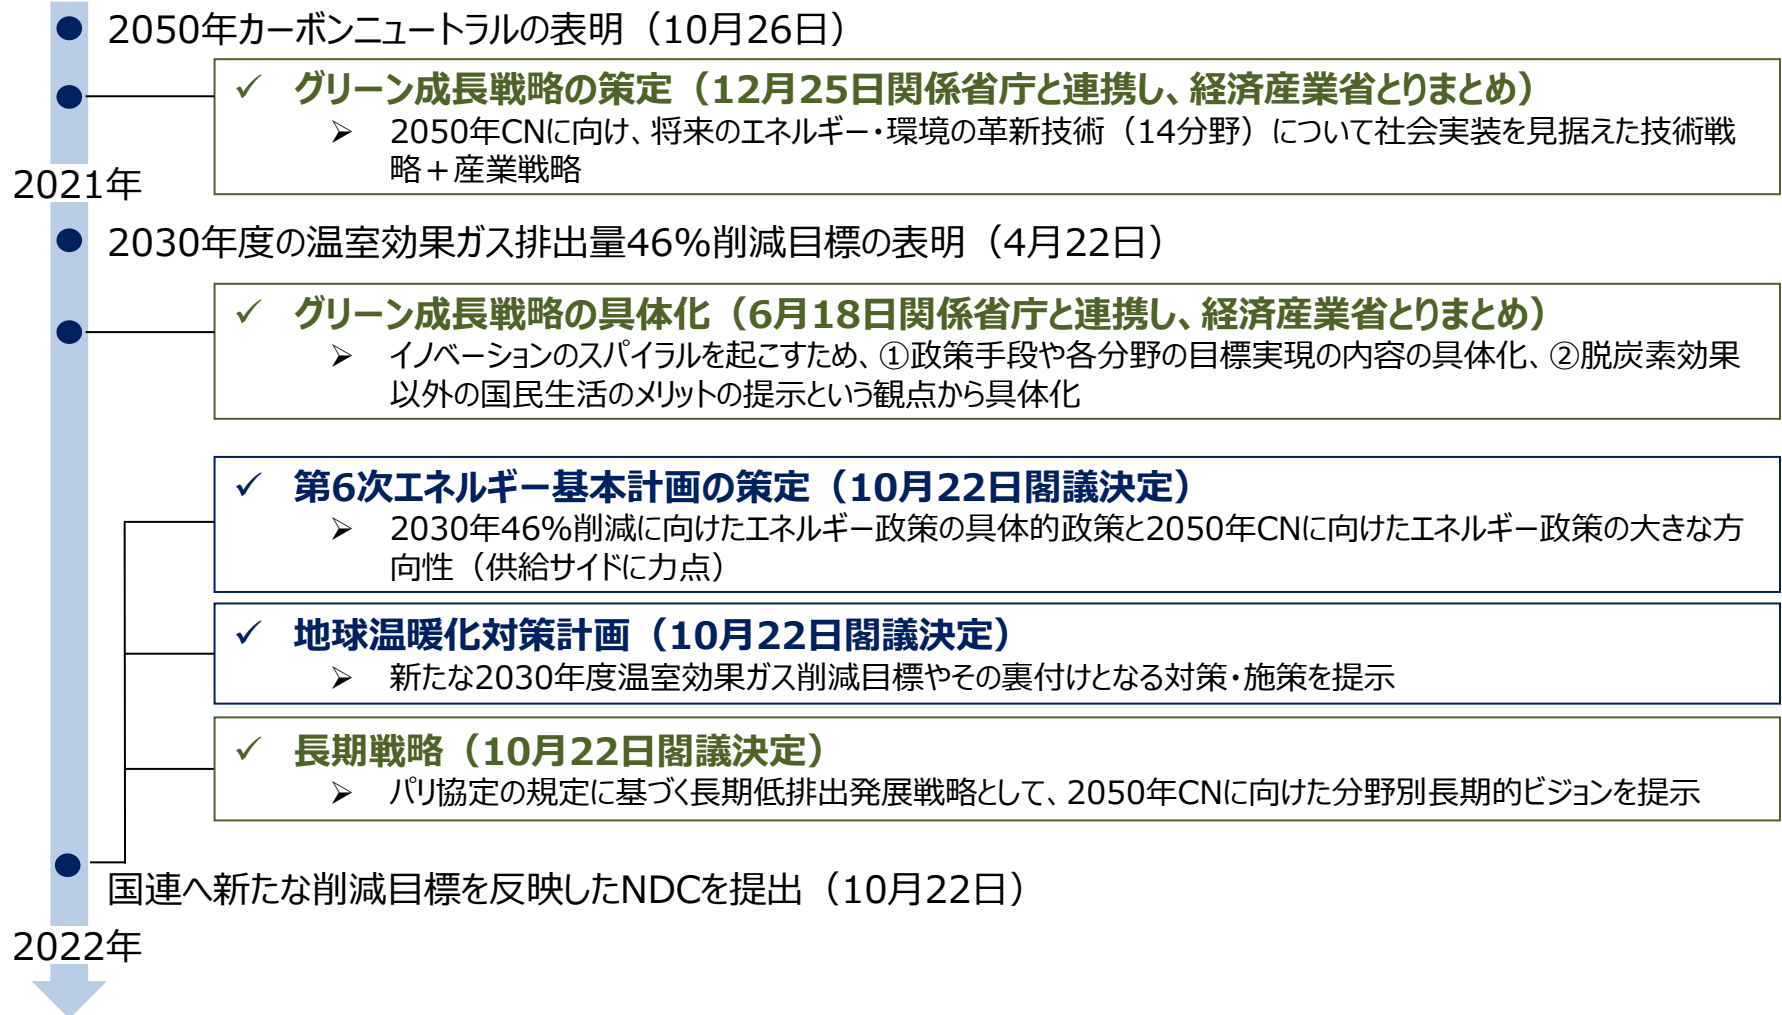 2050年カーボンニュートラルの表明（10月26日）
✓ グリーン成長戦略の策定（12月25日関係省庁と連携し、経済産業省とりまとめ）
➢ 2050年CNに向け、将来のエネルギー・環境の革新技術（14分野）について社会実装を見据えた技術戦
略＋産業戦略
2021年
2030年度の温室効果ガス排出量46%削減目標の表明（4月22日）
✓ グリーン成長戦略の具体化（6月18日関係省庁と連携し、経済産業省とりまとめ）
➢ イノベーションのスパイラルを起こすため、①政策手段や各分野の目標実現の内容の具体化、②脱炭素効果
以外の国民生活のメリットの提示という観点から具体化
✓ 第6次エネルギー基本計画の策定（10月22日閣議決定）
➢ 2030年46%削減に向けたエネルギー政策の具体的政策と2050年CNに向けたエネルギー政策の大きな方
向性（供給サイドに力点）
✓ 地球温暖化対策計画（10月22日閣議決定）
➢ 新たな2030年度温室効果ガス削減目標やその裏付けとなる対策・施策を提示
✓ 長期戦略（10月22日閣議決定）
➢ パリ協定の規定に基づく長期低排出発展戦略として、2050年CNに向けた分野別長期的ビジョンを提示
国連へ新たな削減目標を反映したNDCを提出（10月22日）
2022年